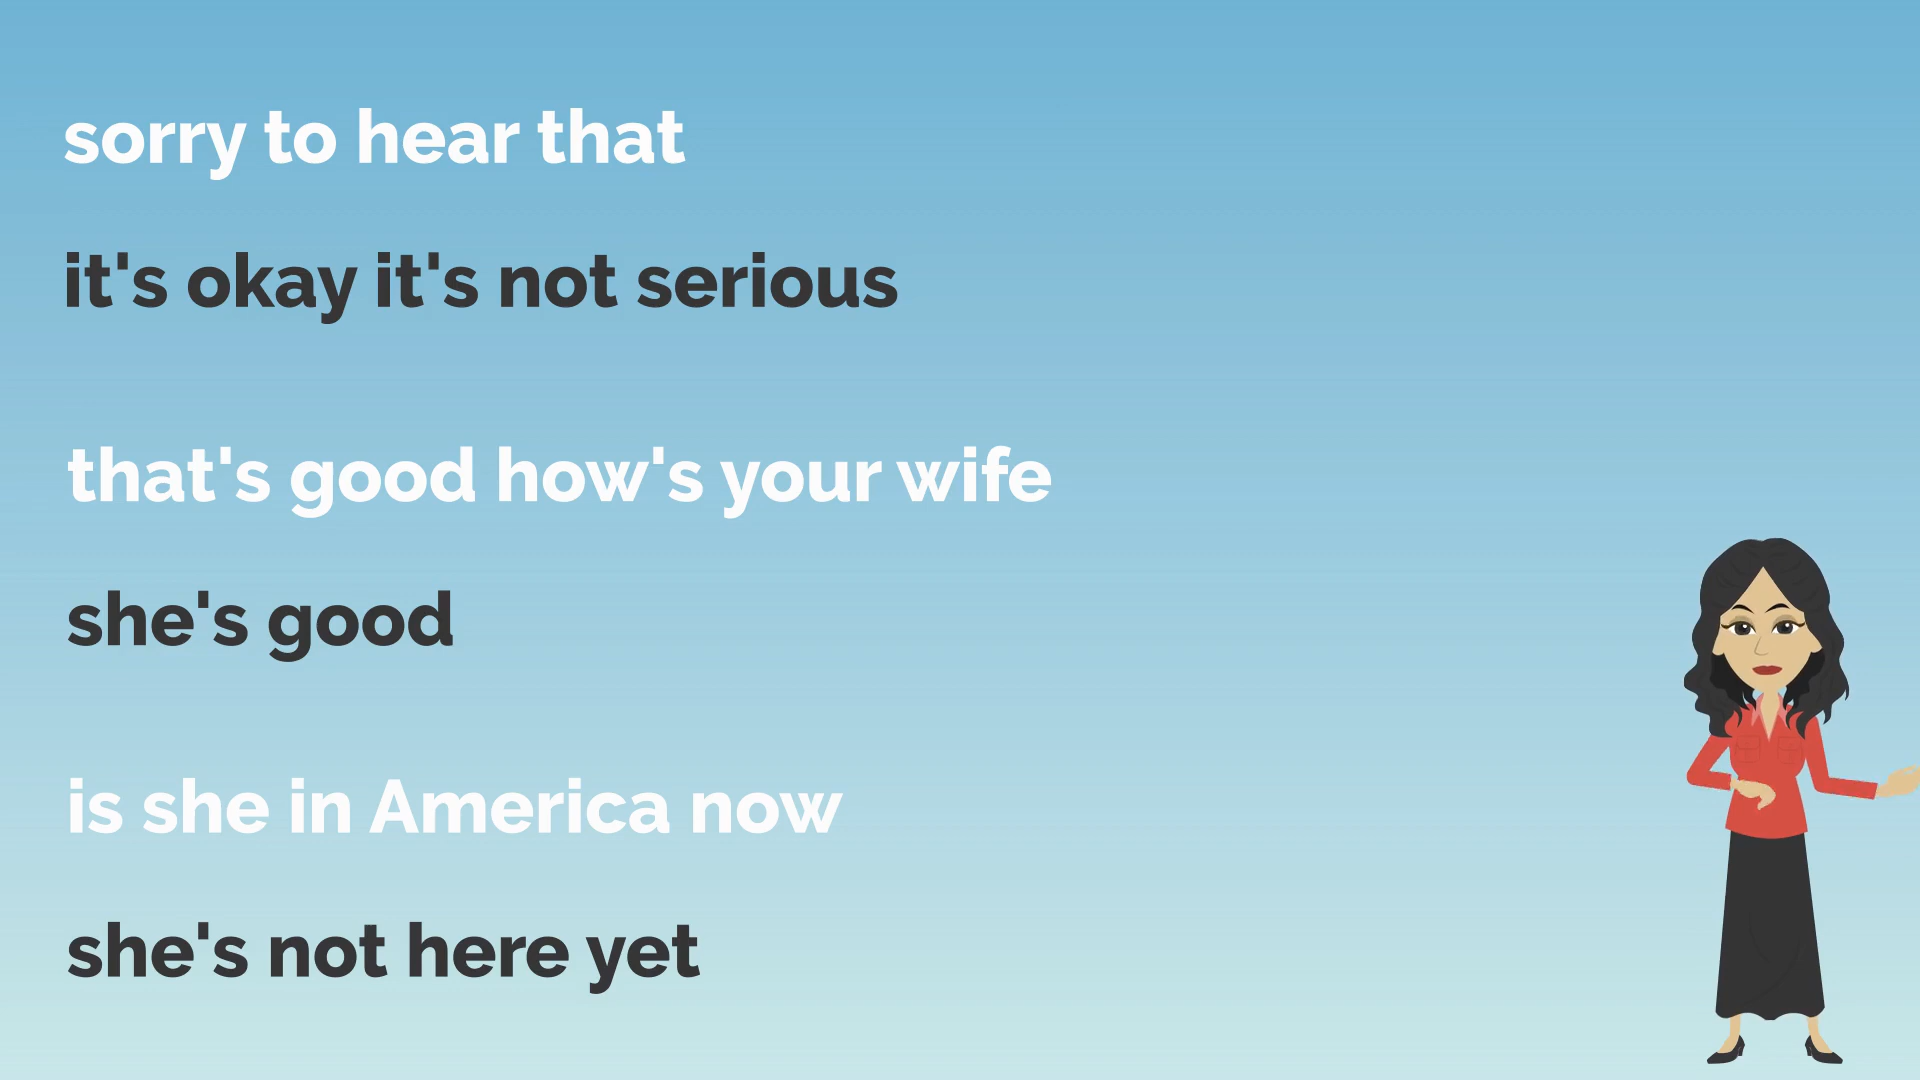 sorry to hear that
it's okay it's not serious
that's good how's your wife
she's good
is she in America now
she's not here yet